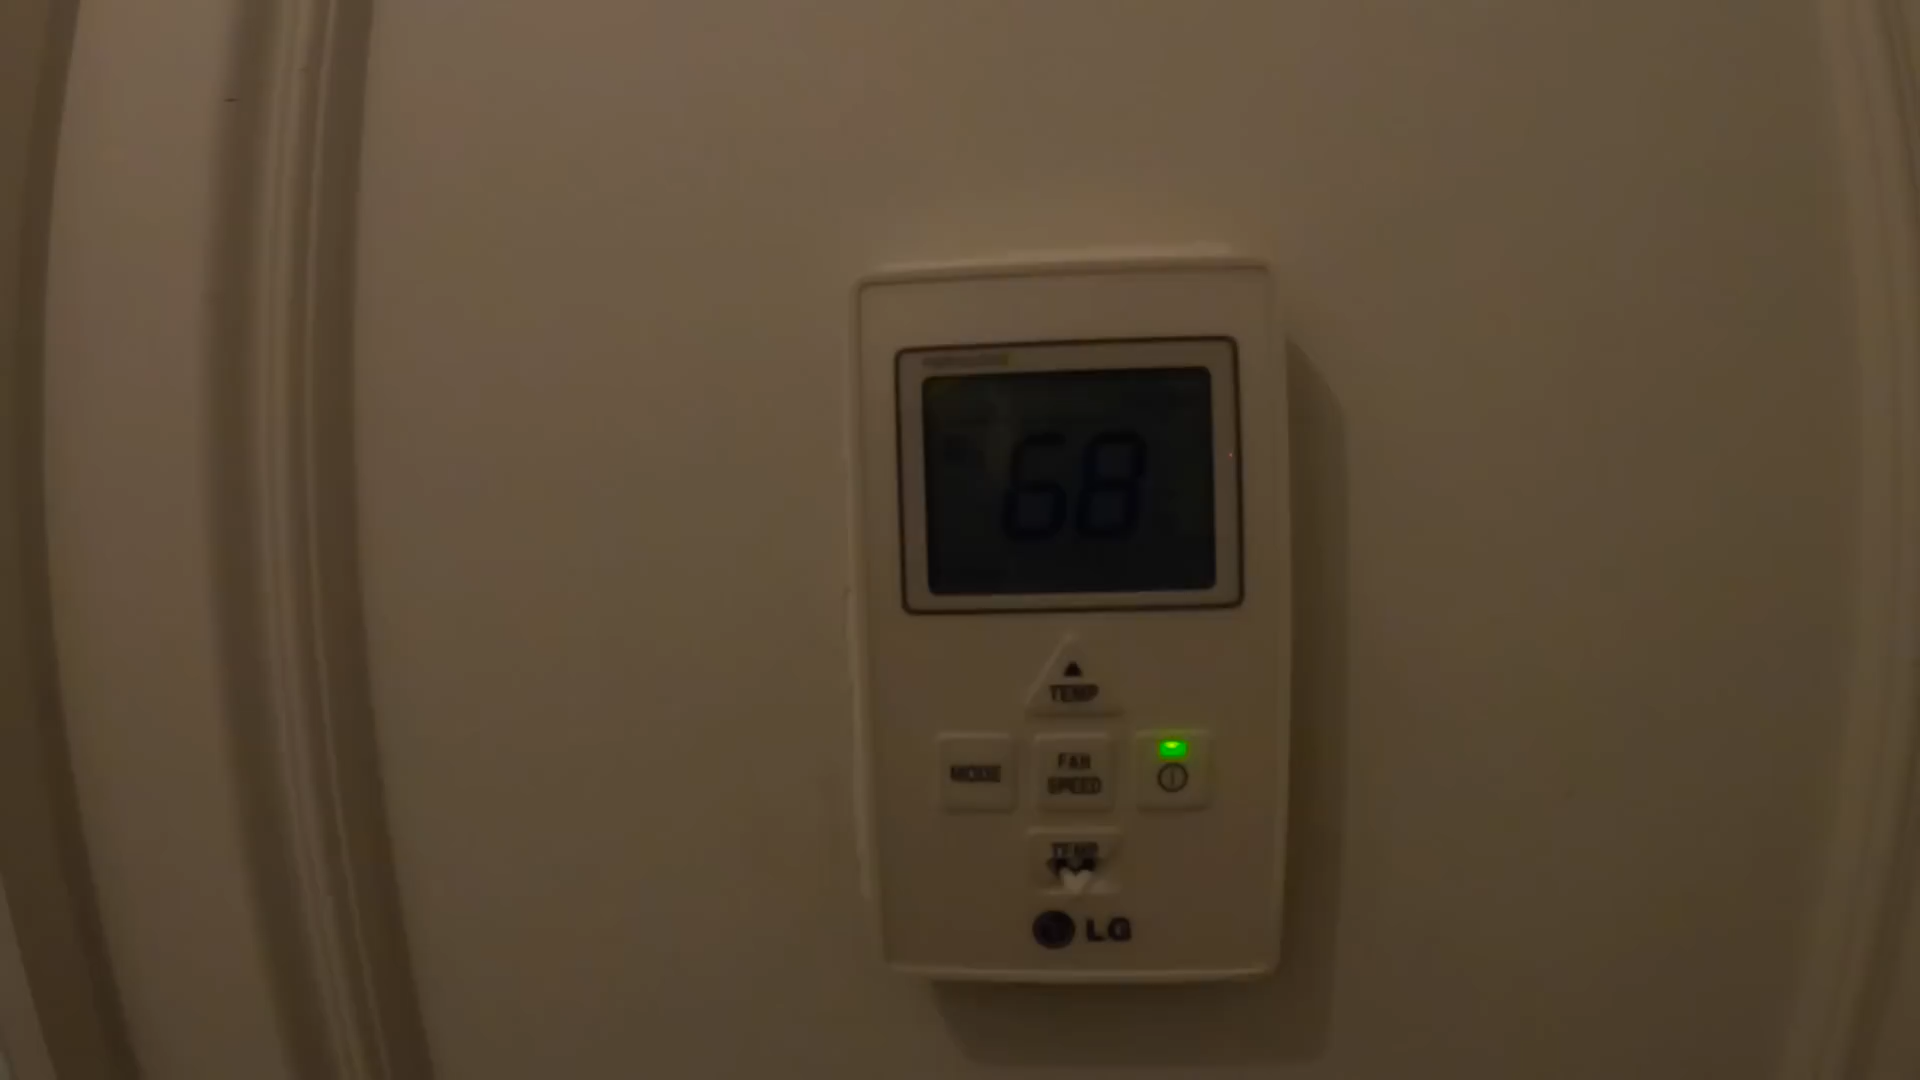 68
▲
TEMP
MODE
FAN
SPEED
TEMP
LG